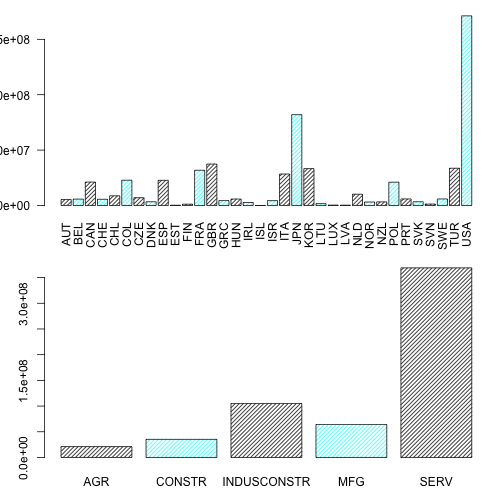 5e+08
0e+08
0e+07
0e+00
AUT BEL CAN CHE CHL COL CZE DNK ESP EST FIN FRA GBR GRC HUN IRL ISL ISR ITA JPN KOR LTU LUX LVA NLD NOR NZL POL PRT SVK SVN SWE TUR USA
3.0e+08
1.5e+08
0.0e+00
AGR CONSTR INDUSCONSTR MFG SERV